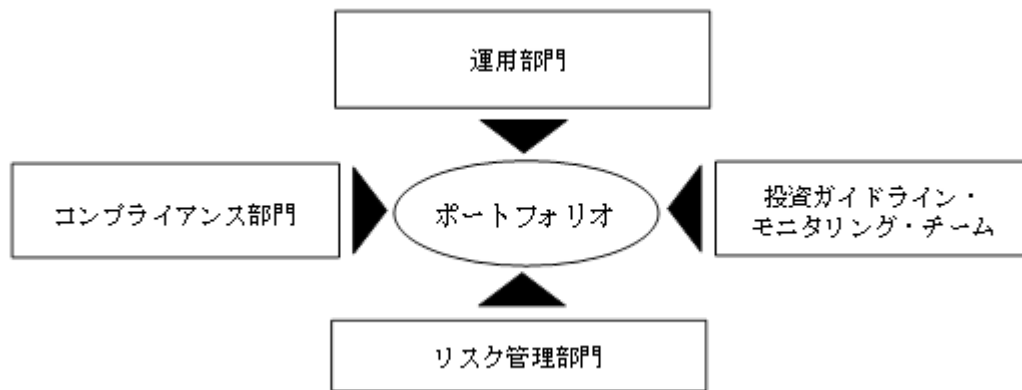 運用部門
コンプライアンス部門
ポートフォリオ
投資ガイドライン・
モニタリング・チーム
リスク管理部門